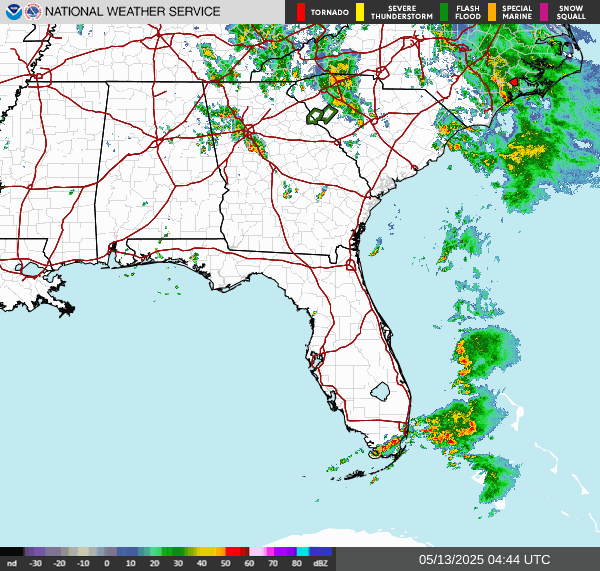 NATIONAL WEATHER SERVICE
TORNADO
SEVERE THUNDERSTORM
FLASH FLOOD
SPECIAL MARINE
SNOW SQUALL
nd -30 -20 -10 0 10 20 30 40 50 60 70 80 dBZ
05/13/2025 04:44 UTC